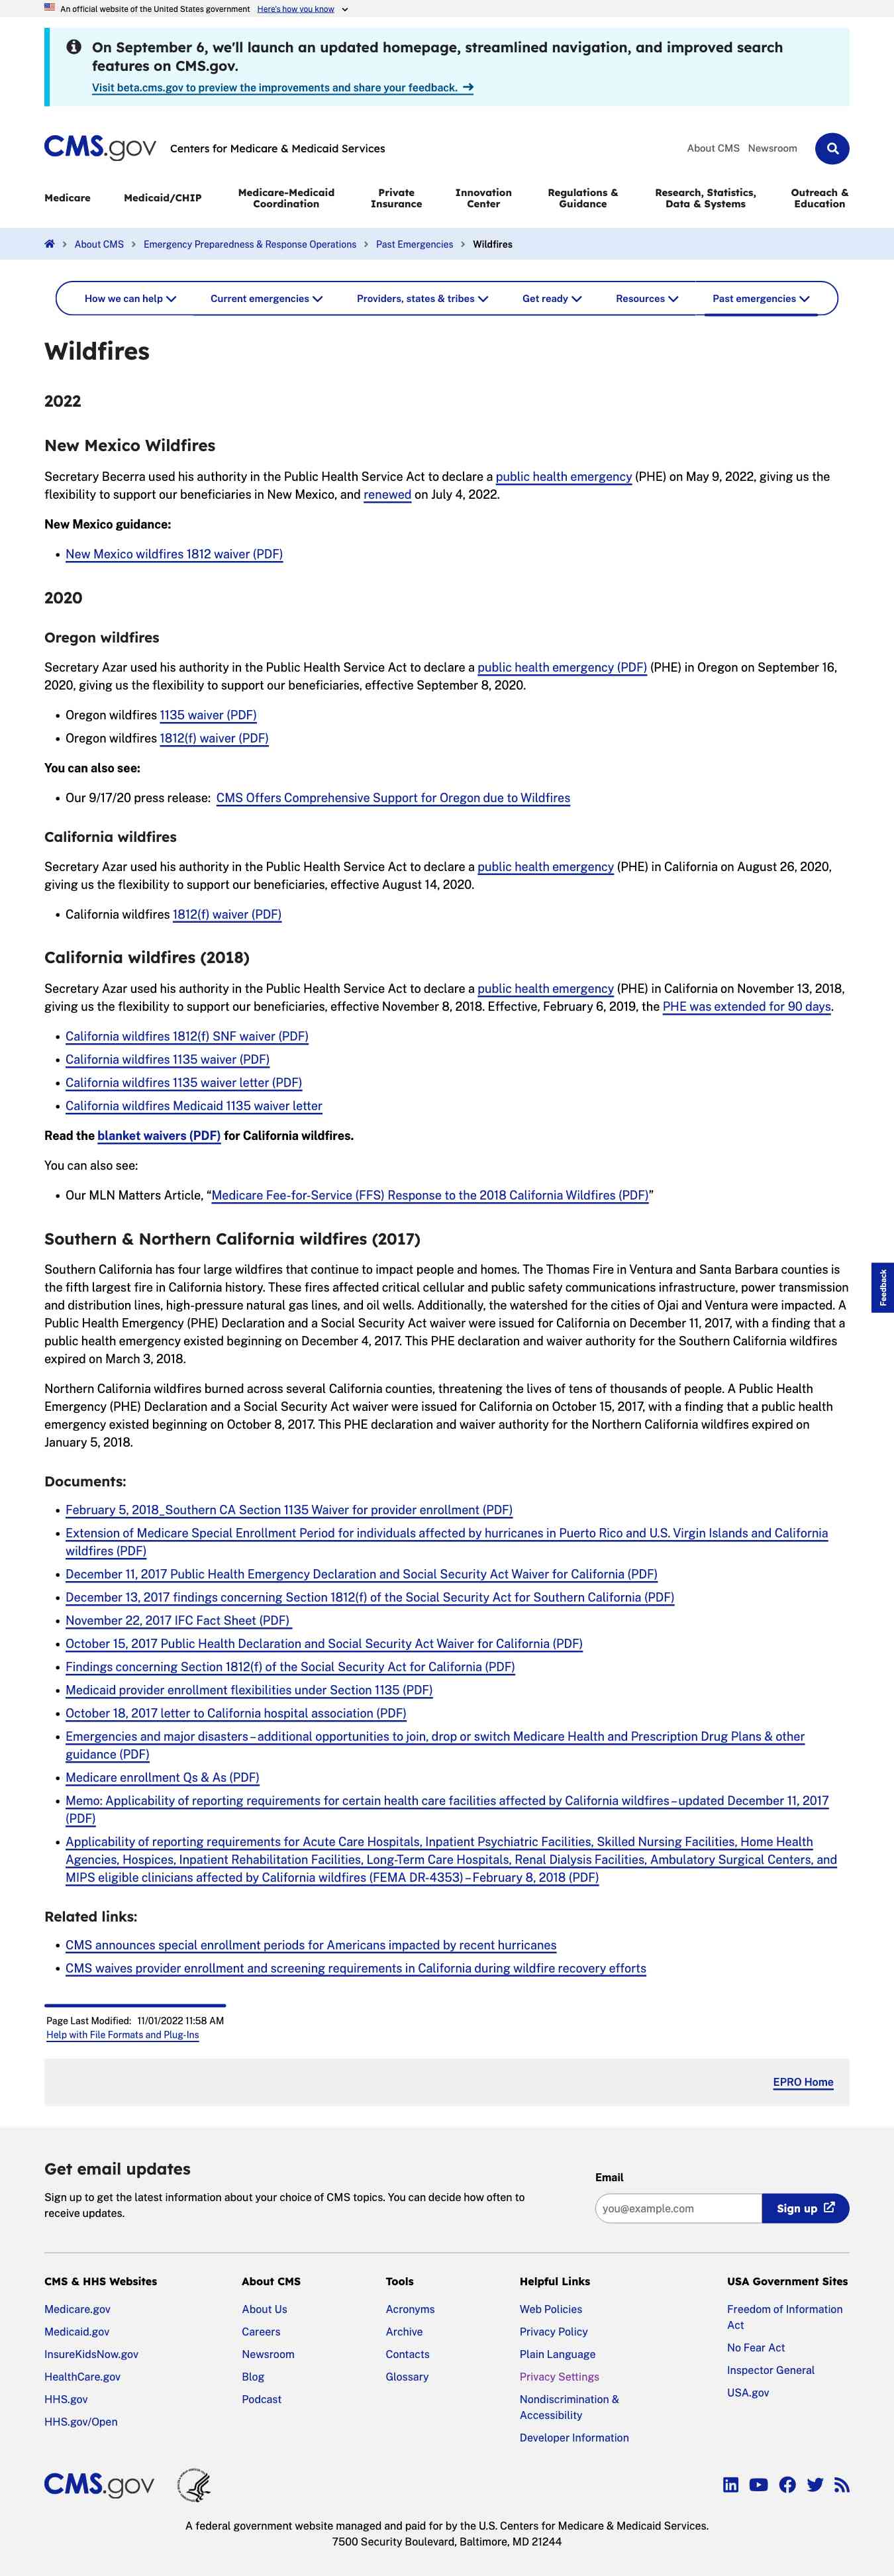 An official website of the United States government Here's how you know
On September 6, we'll launch an updated homepage, streamlined navigation, and improved search
features on CMS.gov.
Visit beta.cms.gov to preview the improvements and share your feedback.
CMS.gov Centers for Medicare & Medicaid Services
About CMS Newsroom
Medicare
Medicaid/CHIP
Medicare-Medicaid
Coordination
Private
Insurance
Innovation
Center
Regulations &
Guidance
Research, Statistics,
Data & Systems
Outreach &
Education
About CMS Emergency Preparedness & Response Operations Past Emergencies Wildfires
How we can help Current emergencies Providers, states & tribes Get ready Resources Past emergencies
Wildfires
2022
New Mexico Wildfires
Secretary Becerra used his authority in the Public Health Service Act to declare a public health emergency (PHE) on May 9, 2022, giving us the
flexibility to support our beneficiaries in New Mexico, and renewed on July 4, 2022.
New Mexico guidance:
• New Mexico wildfires 1812 waiver (PDF)
2020
Oregon wildfires
Secretary Azar used his authority in the Public Health Service Act to declare a public health emergency (PDF) (PHE) in Oregon on September 16,
2020, giving us the flexibility to support our beneficiaries, effective September 8, 2020.
• Oregon wildfires 1135 waiver (PDF)
• Oregon wildfires 1812(f) waiver (PDF)
You can also see:
• Our 9/17/20 press release: CMS Offers Comprehensive Support for Oregon due to Wildfires
California wildfires
Secretary Azar used his authority in the Public Health Service Act to declare a public health emergency (PHE) in California on August 26, 2020,
giving us the flexibility to support our beneficiaries, effective August 14, 2020.
• California wildfires 1812(f) waiver (PDF)
California wildfires (2018)
Secretary Azar used his authority in the Public Health Service Act to declare a public health emergency (PHE) in California on November 13, 2018,
giving us the flexibility to support our beneficiaries, effective November 8, 2018. Effective, February 6, 2019, the PHE was extended for 90 days.
• California wildfires 1812(f) SNF waiver (PDF)
• California wildfires 1135 waiver (PDF)
• California wildfires 1135 waiver letter (PDF)
• California wildfires Medicaid 1135 waiver letter
Read the blanket waivers (PDF) for California wildfires.
You can also see:
• Our MLN Matters Article, “Medicare Fee-for-Service (FFS) Response to the 2018 California Wildfires (PDF)”
Southern & Northern California wildfires (2017)
Southern California has four large wildfires that continue to impact people and homes. The Thomas Fire in Ventura and Santa Barbara counties is
the fifth largest fire in California history. These fires affected critical cellular and public safety communications infrastructure, power transmission
and distribution lines, high-pressure natural gas lines, and oil wells. Additionally, the watershed for the cities of Ojai and Ventura were impacted. A
Public Health Emergency (PHE) Declaration and a Social Security Act waiver were issued for California on December 11, 2017, with a finding that a
public health emergency existed beginning on December 4, 2017. This PHE declaration and waiver authority for the Southern California wildfires
expired on March 3, 2018.
Feedback
Northern California wildfires burned across several California counties, threatening the lives of tens of thousands of people. A Public Health
Emergency (PHE) Declaration and a Social Security Act waiver were issued for California on October 15, 2017, with a finding that a public health
emergency existed beginning on October 8, 2017. This PHE declaration and waiver authority for the Northern California wildfires expired on
January 5, 2018.
Documents:
• February 5, 2018_Southern CA Section 1135 Waiver for provider enrollment (PDF)
• Extension of Medicare Special Enrollment Period for individuals affected by hurricanes in Puerto Rico and U.S. Virgin Islands and California
wildfires (PDF)
• December 11, 2017 Public Health Emergency Declaration and Social Security Act Waiver for California (PDF)
• December 13, 2017 findings concerning Section 1812(f) of the Social Security Act for Southern California (PDF)
• November 22, 2017 IFC Fact Sheet (PDF)
• October 15, 2017 Public Health Declaration and Social Security Act Waiver for California (PDF)
• Findings concerning Section 1812(f) of the Social Security Act for California (PDF)
• Medicaid provider enrollment flexibilities under Section 1135 (PDF)
• October 18, 2017 letter to California hospital association (PDF)
• Emergencies and major disasters – additional opportunities to join, drop or switch Medicare Health and Prescription Drug Plans & other
guidance (PDF)
• Medicare enrollment Qs & As (PDF)
• Memo: Applicability of reporting requirements for certain health care facilities affected by California wildfires – updated December 11, 2017
(PDF)
• Applicability of reporting requirements for Acute Care Hospitals, Inpatient Psychiatric Facilities, Skilled Nursing Facilities, Home Health
Agencies, Hospices, Inpatient Rehabilitation Facilities, Long-Term Care Hospitals, Renal Dialysis Facilities, Ambulatory Surgical Centers, and
MIPS eligible clinicians affected by California wildfires (FEMA DR-4353) – February 8, 2018 (PDF)
Related links:
• CMS announces special enrollment periods for Americans impacted by recent hurricanes
• CMS waives provider enrollment and screening requirements in California during wildfire recovery efforts
Page Last Modified: 11/01/2022 11:58 AM
Help with File Formats and Plug-Ins
EPRO Home
Get email updates
Sign up to get the latest information about your choice of CMS topics. You can decide how often to
receive updates.
Email
you@example.com Sign up
CMS & HHS Websites
Medicare.gov
Medicaid.gov
InsureKidsNow.gov
HealthCare.gov
HHS.gov
HHS.gov/Open
About CMS
About Us
Careers
Newsroom
Blog
Podcast
Tools
Acronyms
Archive
Contacts
Glossary
Helpful Links
Web Policies
Privacy Policy
Plain Language
Privacy Settings
Nondiscrimination &
Accessibility
Developer Information
USA Government Sites
Freedom of Information
Act
No Fear Act
Inspector General
USA.gov
CMS.gov
A federal government website managed and paid for by the U.S. Centers for Medicare & Medicaid Services.
7500 Security Boulevard, Baltimore, MD 21244